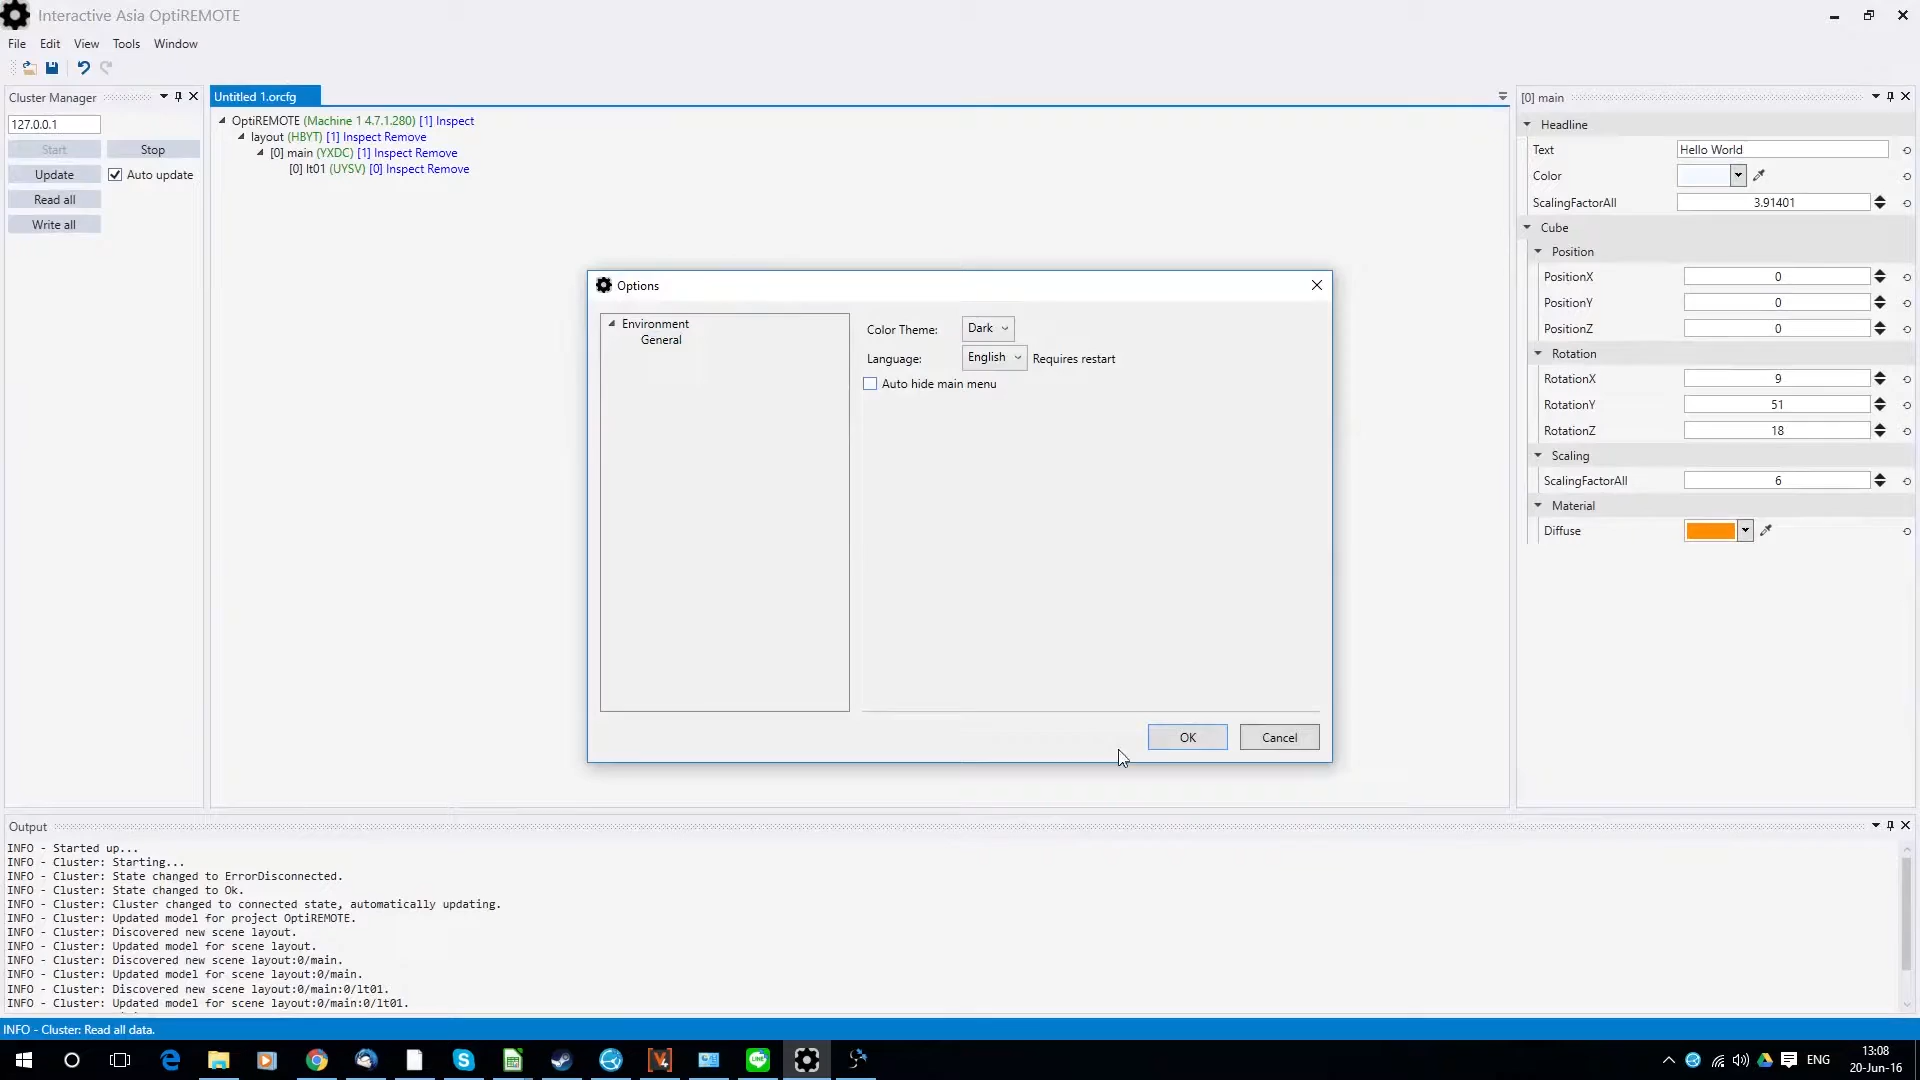 Interactive Asia OptiREMOTE
File Edit View Tools Window
Cluster Manager
127.0.0.1
Start Stop
Update Auto update
Read all
Write all
Untitled 1.orcfg
OptiREMOTE (Machine 1 4.7.1.280) [1] Inspect
layout (HBYT) [1] Inspect Remove
[0] main (YXDC) [1] Inspect Remove
[0] lt01 (UYSV) [0] Inspect Remove
Options
Environment
General
Color Theme: Dark
Language: English Requires restart
Auto hide main menu
OK Cancel
[0] main
Headline
Text Hello World
Color
ScalingFactorAll 3.91401
Cube
Position
PositionX 0
PositionY 0
PositionZ 0
Rotation
RotationX 9
RotationY 51
RotationZ 18
Scaling
ScalingFactorAll 6
Material
Diffuse
Output
INFO - Started up...
INFO - Cluster: Starting...
INFO - Cluster: State changed to ErrorDisconnected.
INFO - Cluster: State changed to Ok.
INFO - Cluster: Cluster changed to connected state, automatically updating.
INFO - Cluster: Updated model for project OptiREMOTE.
INFO - Cluster: Discovered new scene layout.
INFO - Cluster: Updated model for scene layout.
INFO - Cluster: Discovered new scene layout:0/main.
INFO - Cluster: Updated model for scene layout:0/main.
INFO - Cluster: Discovered new scene layout:0/main:0/lt01.
INFO - Cluster: Updated model for scene layout:0/main:0/lt01.
INFO - Cluster: Read all data.
ENG
13:08
20-Jun-16